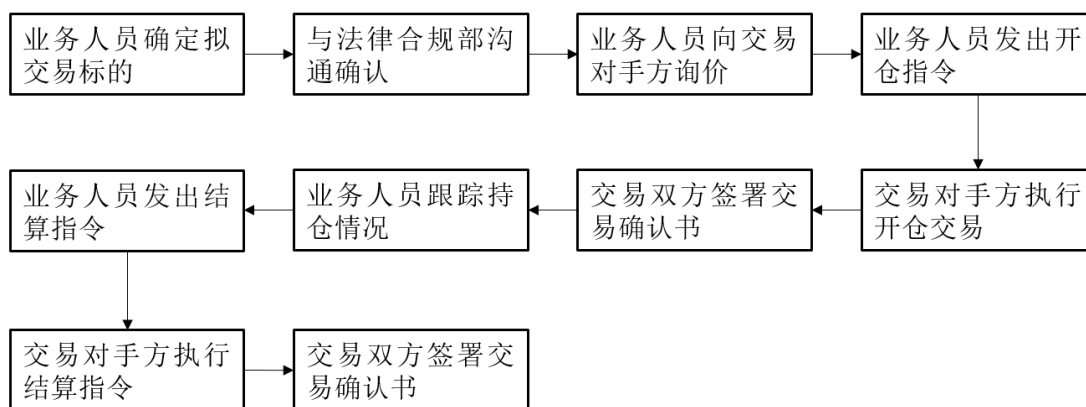 业务人员确定拟
交易标的
与法律合规部沟
通确认
业务人员向交易
对手方询价
业务人员发出开
仓指令
交易对手方执行
开仓交易
交易双方签署交
易确认书
业务人员跟踪持
仓情况
业务人员发出结
算指令
交易对手方执行
结算指令
交易双方签署交
易确认书